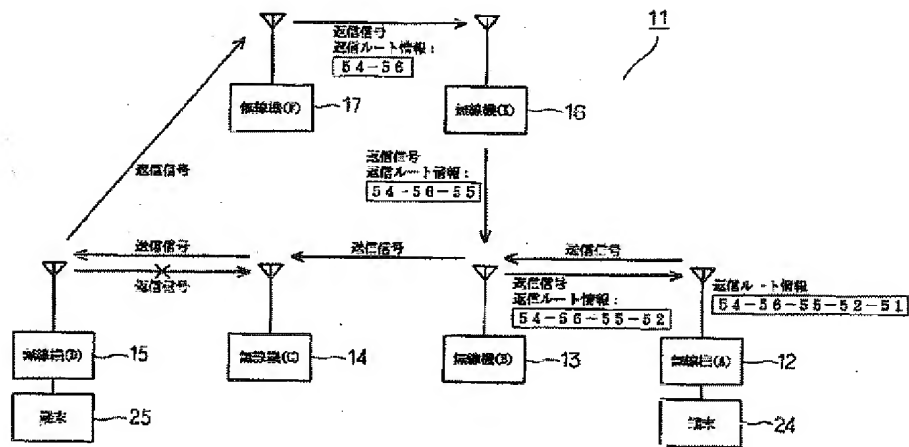 11
返信信号
返信ルート情報：
54-56
無線機(F)
17
無線機(E)
16
返信信号
返信信号
返信ルート情報：
54-56-55
送信信号
返信信号
送信信号
送信信号
返信信号
返信ルート情報：
54-56-55-52
返信ルート情報
54-56-55-52-51
無線機(D)
15
無線機(C)
14
無線機(B)
13
無線機(A)
12
端末
25
端末
24